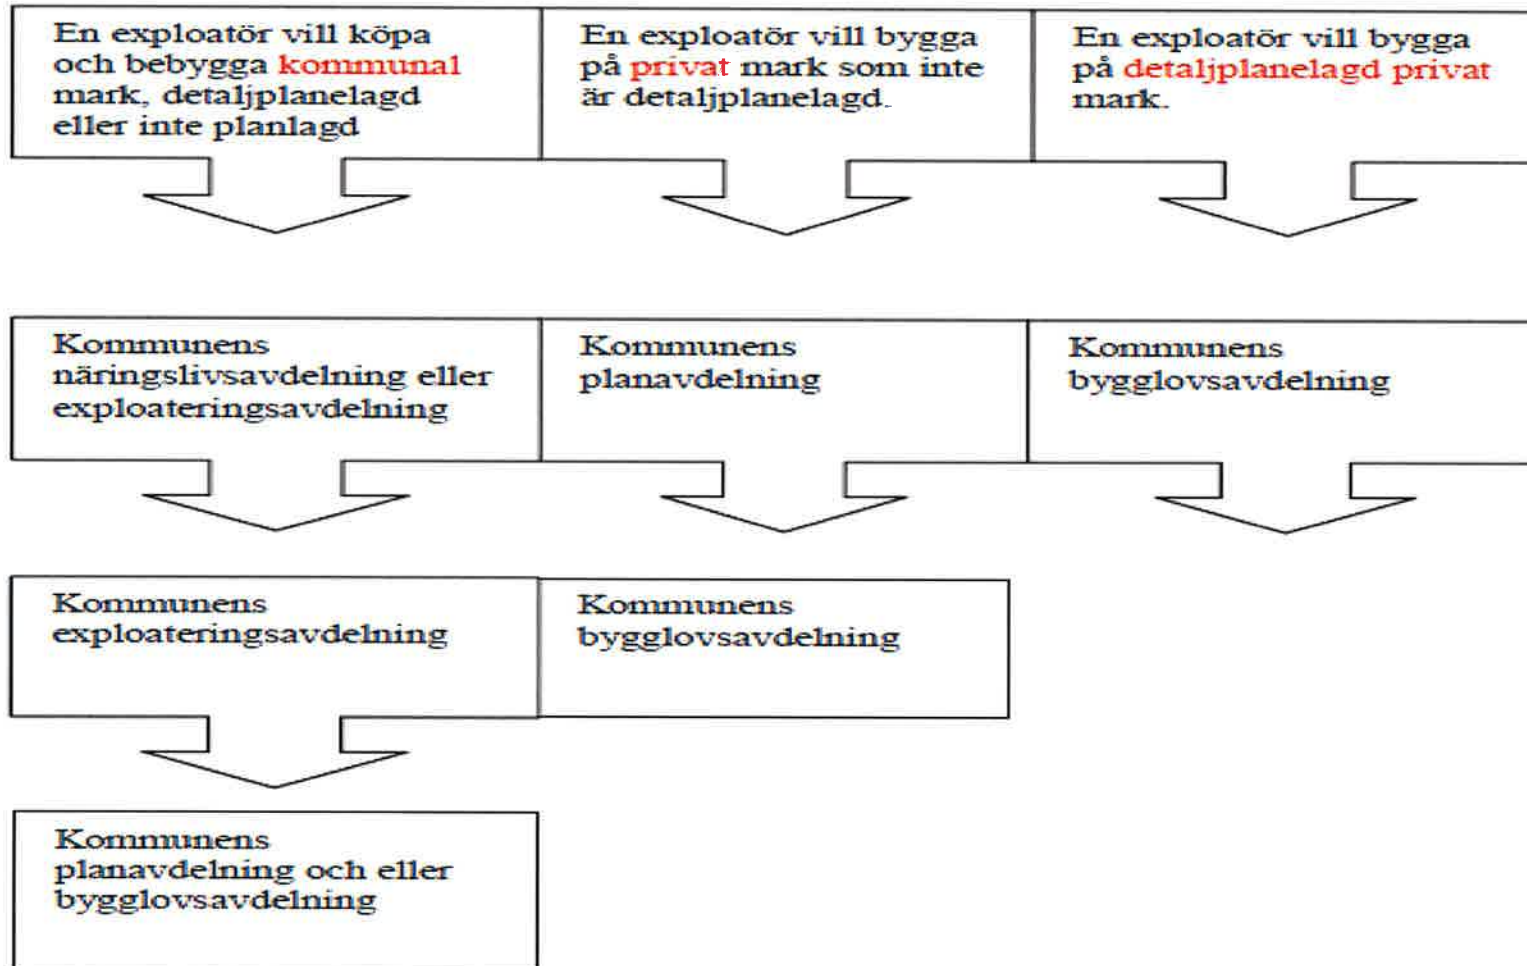 En exploatör vill köpa
och bebygga kommunal
mark, detaljplanelagd
eller inte planlagd
En exploatör vill bygga
på privat mark som inte
är detaljplanelagd.
En exploatör vill bygga
på detaljplanelagd privat
mark.
Kommunens
näringslivsavdelning eller
exploateringsavdelning
Kommunens
planavdelning
Kommunens
bygglovsavdelning
Kommunens
exploateringsavdelning
Kommunens
bygglovsavdelning
Kommunens
planavdelning och eller
bygglovsavdelning